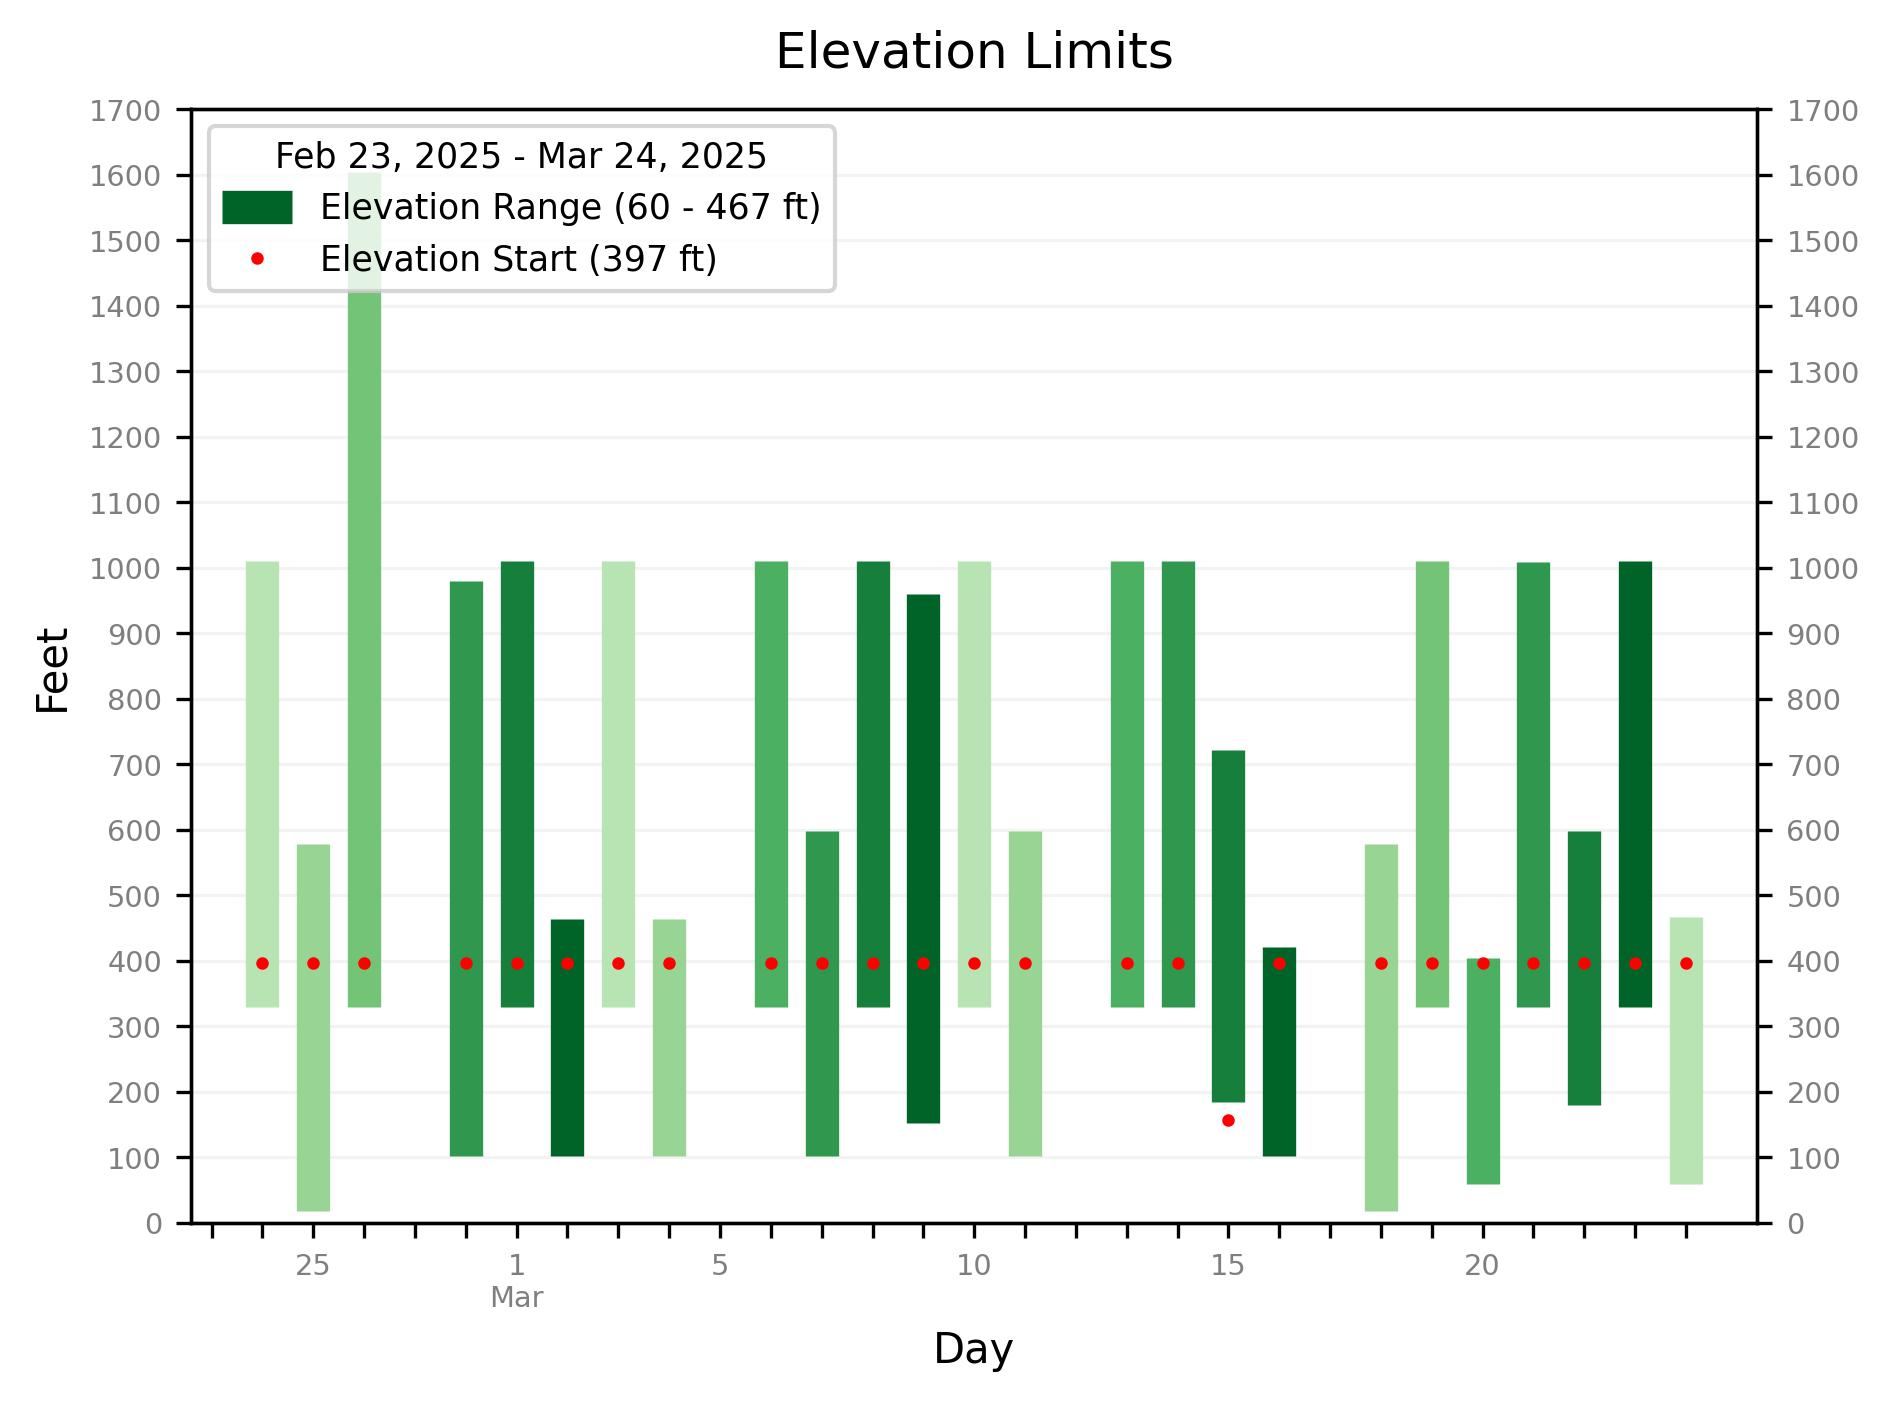 Elevation Limits
Feb 23, 2025 - Mar 24, 2025
Elevation Range (60 - 467 ft)
Elevation Start (397 ft)
1700 1700
1600 1600
1500 1500
1400 1400
1300 1300
1200 1200
1100 1100
1000 1000
900 900
800 800
700 700
600 600
500 500
400 400
300 300
200 200
100 100
0 0
Feet
25 1 5 10 15 20
Mar
Day